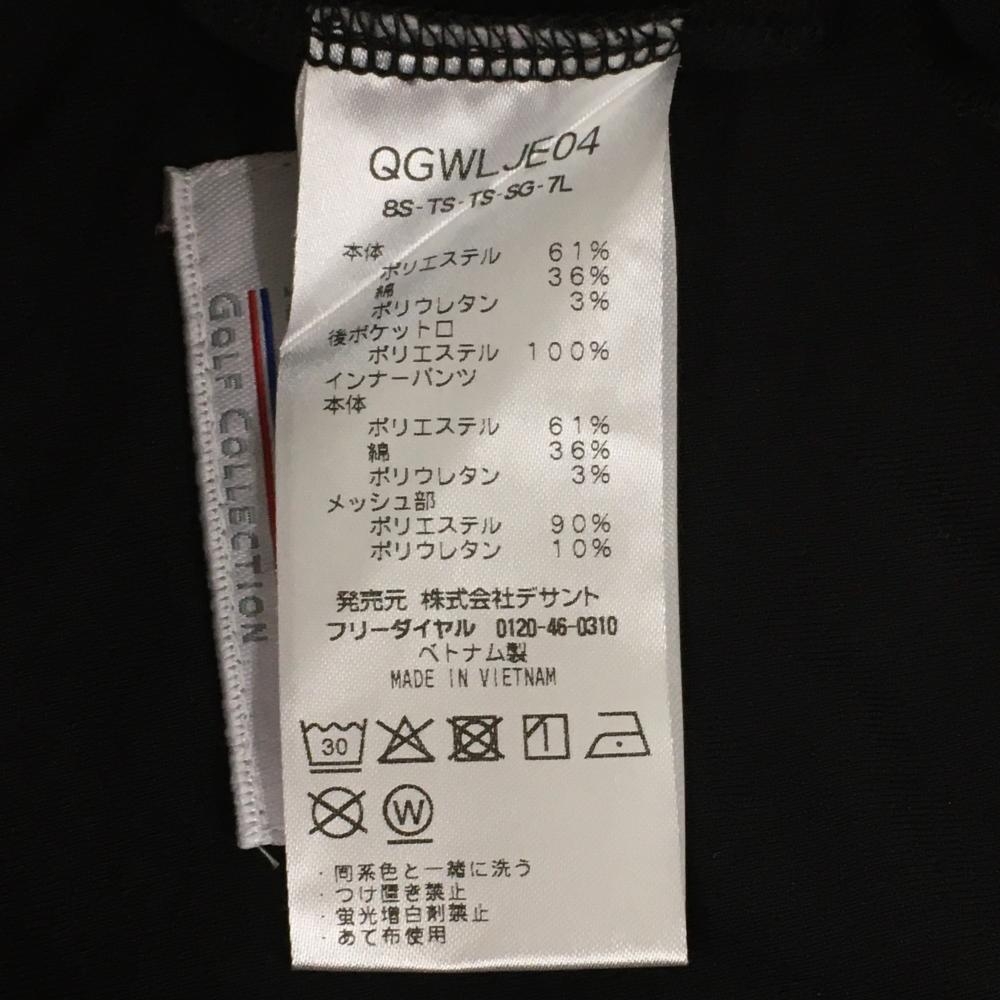 QGWLJE04
8S-TS-TS-SG-7L
本体
ポリエステル 61%
綿 36%
ポリウレタン 3%
後ポケット口
ポリエステル 100%
インナーパンツ
本体
ポリエステル 61%
綿 36%
ポリウレタン 3%
メッシュ部
ポリエステル 90%
ポリウレタン 10%
発売元 株式会社デサント
フリーダイヤル 0120-46-0310
ベトナム製
MADE IN VIETNAM
30
W
・同系色と一緒に洗う
・つけ置き禁止
・蛍光増白剤禁止
・あて布使用
GOLF COLLECTION